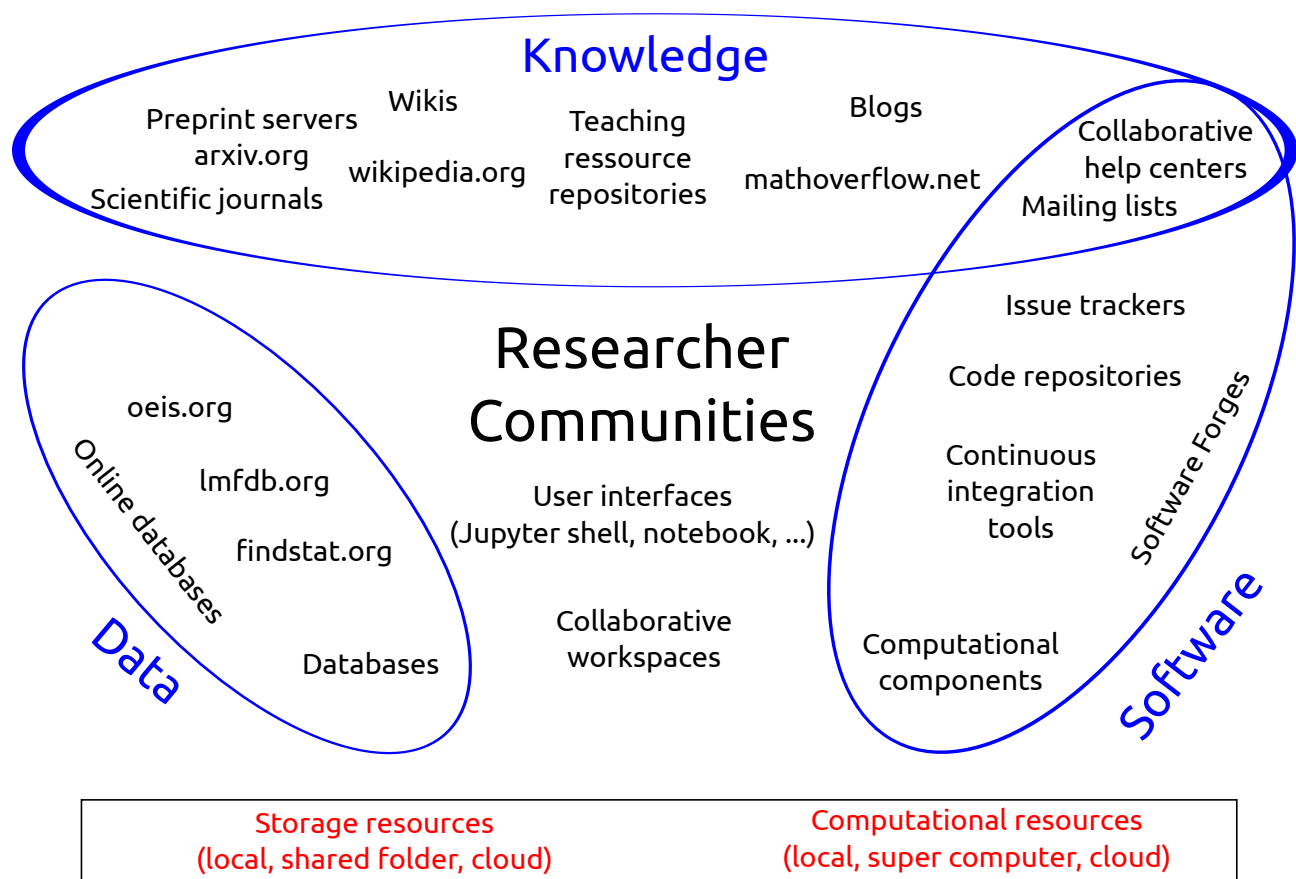 Knowledge
Preprint servers
arxiv.org
Scientific journals
Wikis
wikipedia.org
Teaching
ressource
repositories
Blogs
mathoverflow.net
Collaborative
help centers
Mailing lists
Researcher
Communities
User interfaces
(Jupyter shell, notebook, ...)
Collaborative
workspaces
oeis.org
lmfdb.org
findstat.org
Online databases
Databases
Data
Issue trackers
Code repositories
Continuous
integration
tools
Software Forges
Computational
components
Software
Storage resources
(local, shared folder, cloud)
Computational resources
(local, super computer, cloud)